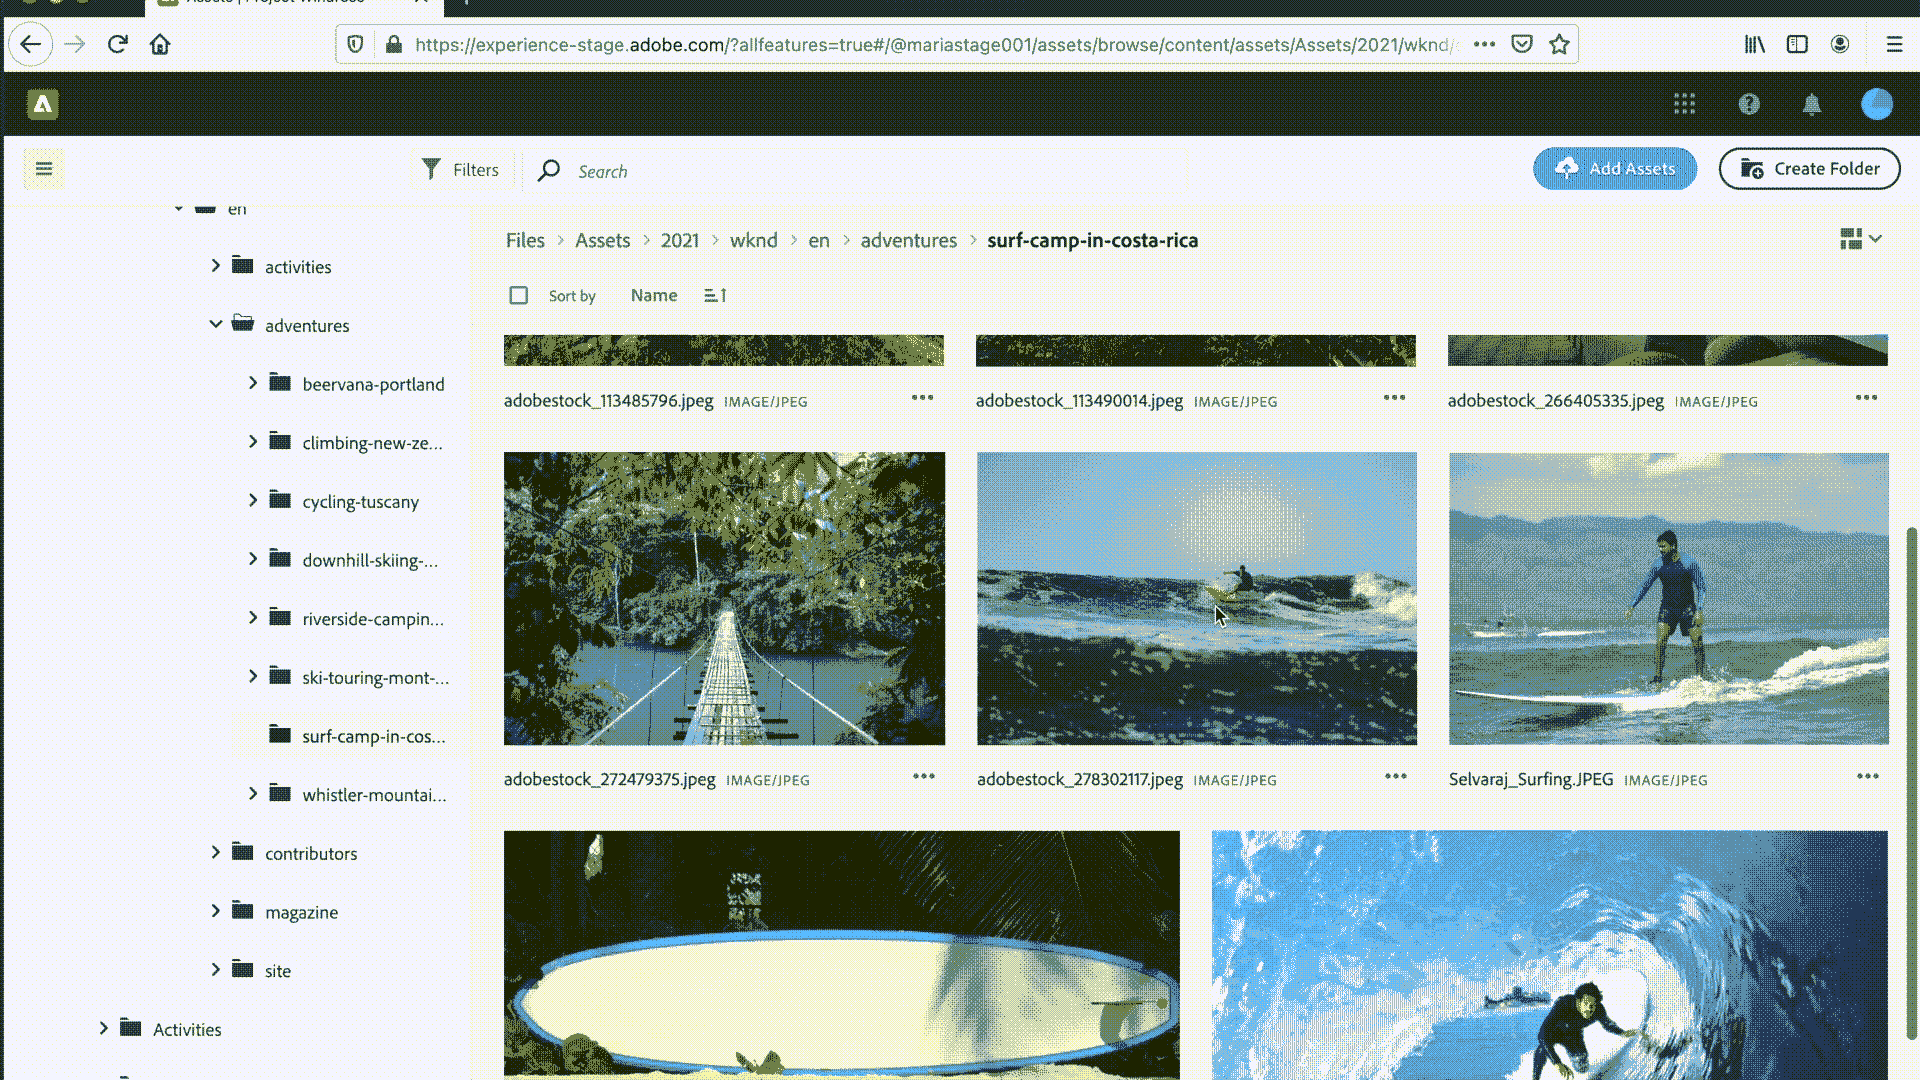 https://experience-stage.adobe.com/?allfeatures=true#/@mariastage001/assets/browse/content/assets/Assets/2021/wknd/
Filters
Search
Add Assets
Create Folder
en
activities
adventures
beervana-portland
climbing-new-ze...
cycling-tuscany
downhill-skiing-...
riverside-campin...
ski-touring-mont-...
surf-camp-in-cos...
whistler-mountai...
contributors
magazine
site
Activities
Files > Assets > 2021 > wknd > en > adventures > surf-camp-in-costa-rica
Sort by Name
adobestock_113485796.jpeg IMAGE/JPEG
adobestock_113490014.jpeg IMAGE/JPEG
adobestock_266405335.jpeg IMAGE/JPEG
adobestock_272479375.jpeg IMAGE/JPEG
adobestock_278302117.jpeg IMAGE/JPEG
Selvaraj_Surfing.JPEG IMAGE/JPEG